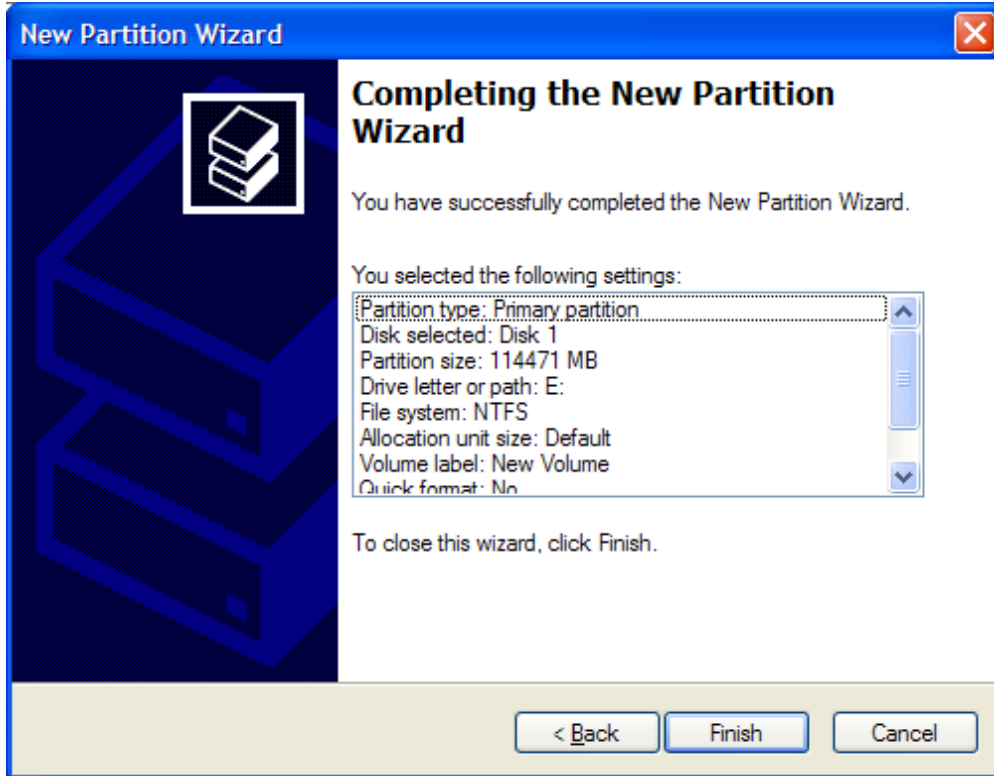 New Partition Wizard
Completing the New Partition
Wizard
You have successfully completed the New Partition Wizard.
You selected the following settings:
Partition type: Primary partition
Disk selected: Disk 1
Partition size: 114471 MB
Drive letter or path: E:
File system: NTFS
Allocation unit size: Default
Volume label: New Volume
Quick format: No
To close this wizard, click Finish.
< Back Finish Cancel